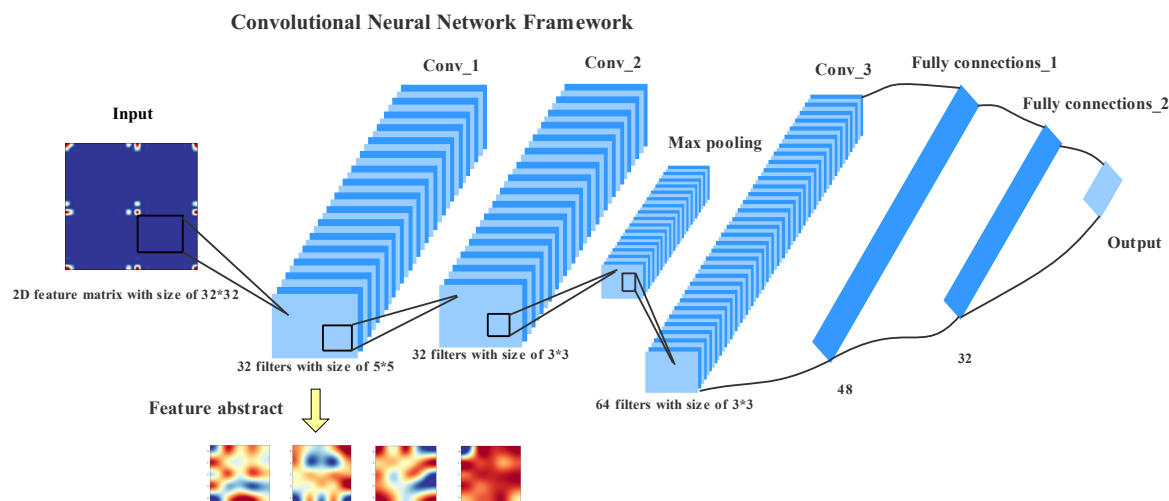 Convolutional Neural Network Framework
Input
Conv_1
Conv_2
Max pooling
Conv_3
Fully connections_1
Fully connections_2
Output
2D feature matrix with size of 32*32
32 filters with size of 5*5
32 filters with size of 3*3
64 filters with size of 3*3
48
32
Feature abstract